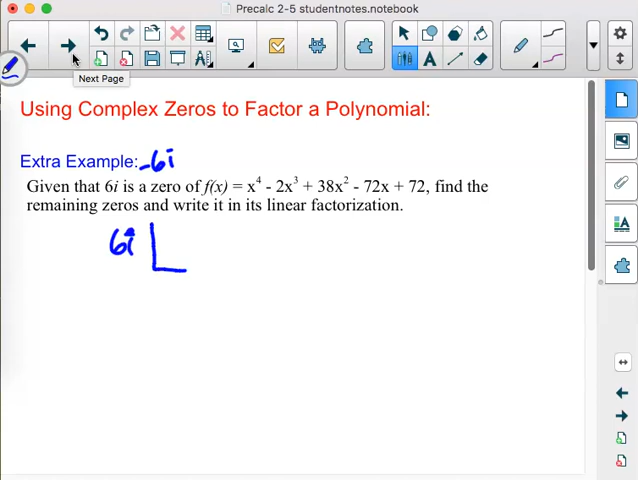 Precalc 2-5 studentnotes.notebook
Next Page
Using Complex Zeros to Factor a Polynomial:
Extra Example: -6i
Given that 6i is a zero of f(x) = x⁴ - 2x³ + 38x² - 72x + 72, find the
remaining zeros and write it in its linear factorization.
6i